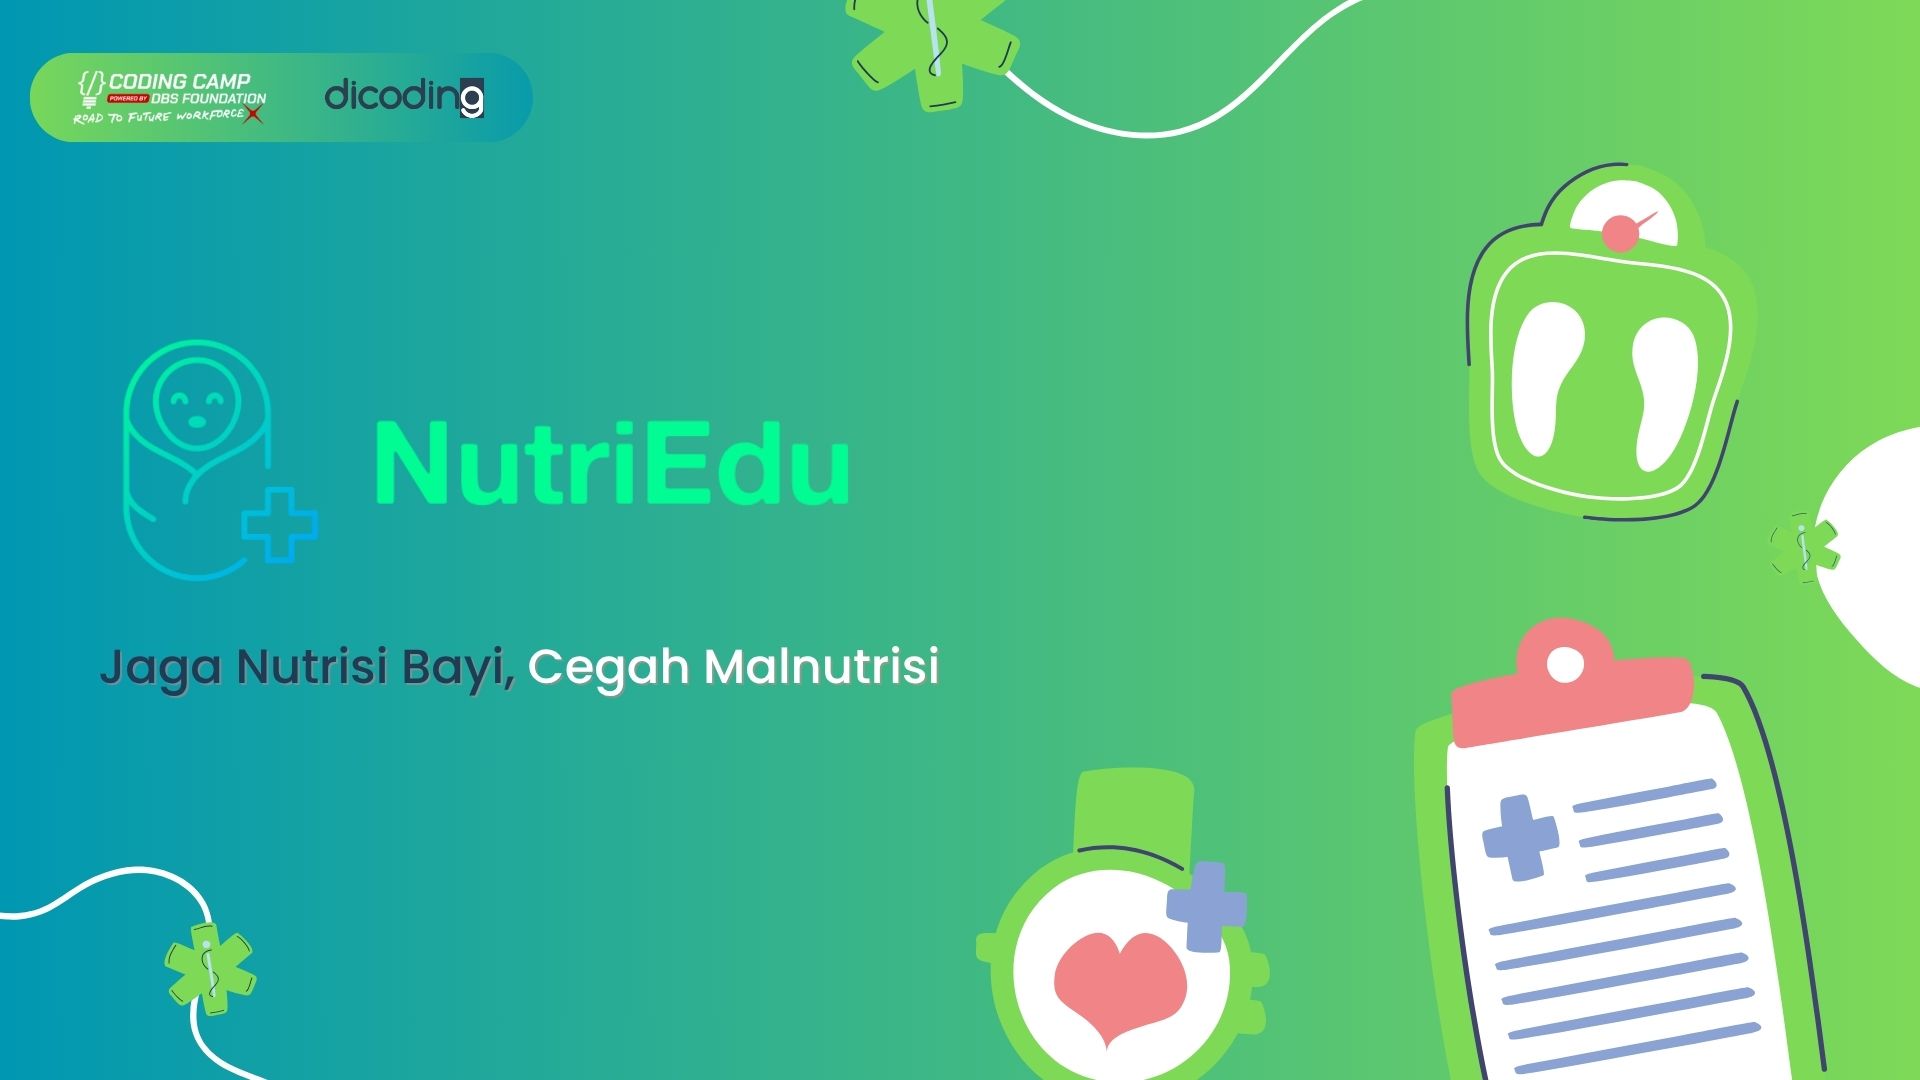 CODING CAMP
POWERED BY DBS FOUNDATION
ROAD TO FUTURE WORKFORCE
dicoding
NutriEdu
Jaga Nutrisi Bayi, Cegah Malnutrisi